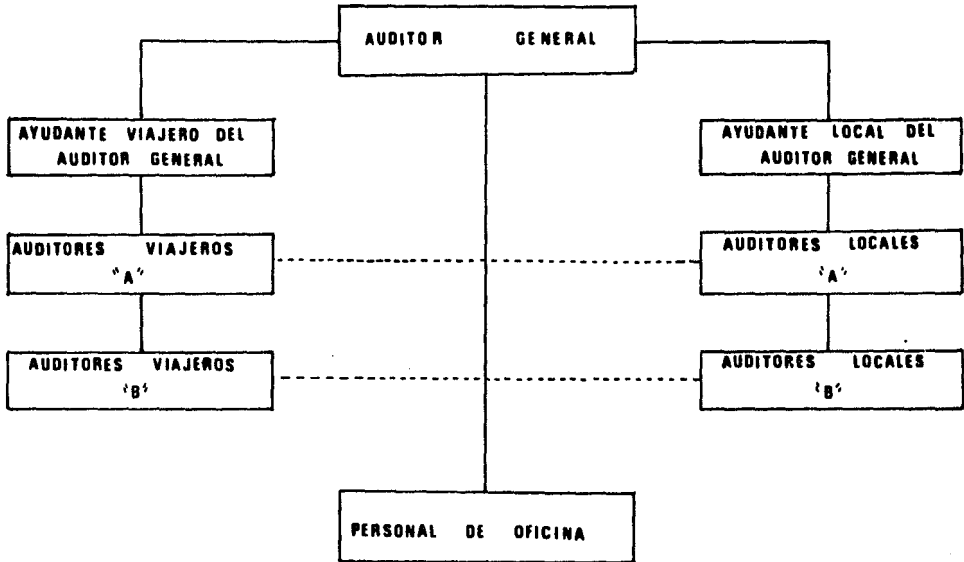 AUDITOR GENERAL
AYUDANTE VIAJERO DEL
AUDITOR GENERAL
AYUDANTE LOCAL DEL
AUDITOR GENERAL
AUDITORES VIAJEROS
"A"
AUDITORES LOCALES
"A"
AUDITORES VIAJEROS
"B"
AUDITORES LOCALES
"B"
PERSONAL DE OFICINA